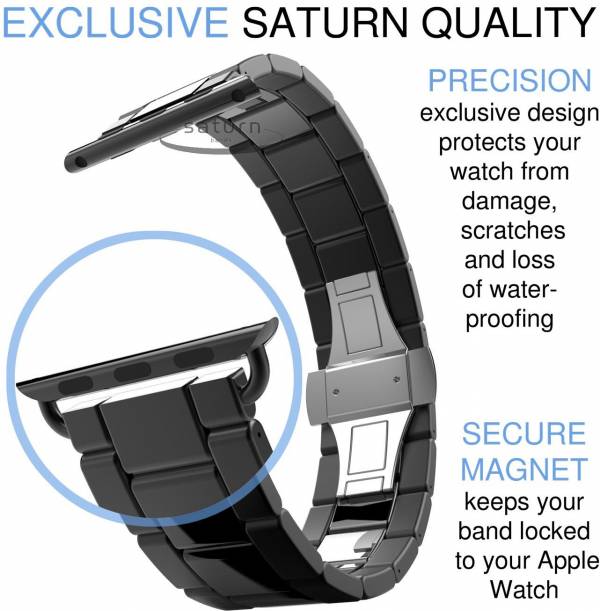 EXCLUSIVE SATURN QUALITY
PRECISION
exclusive design
protects your
watch from
damage,
scratches
and loss
of water-
proofing
saturn
SECURE
MAGNET
keeps your
band locked
to your Apple
Watch